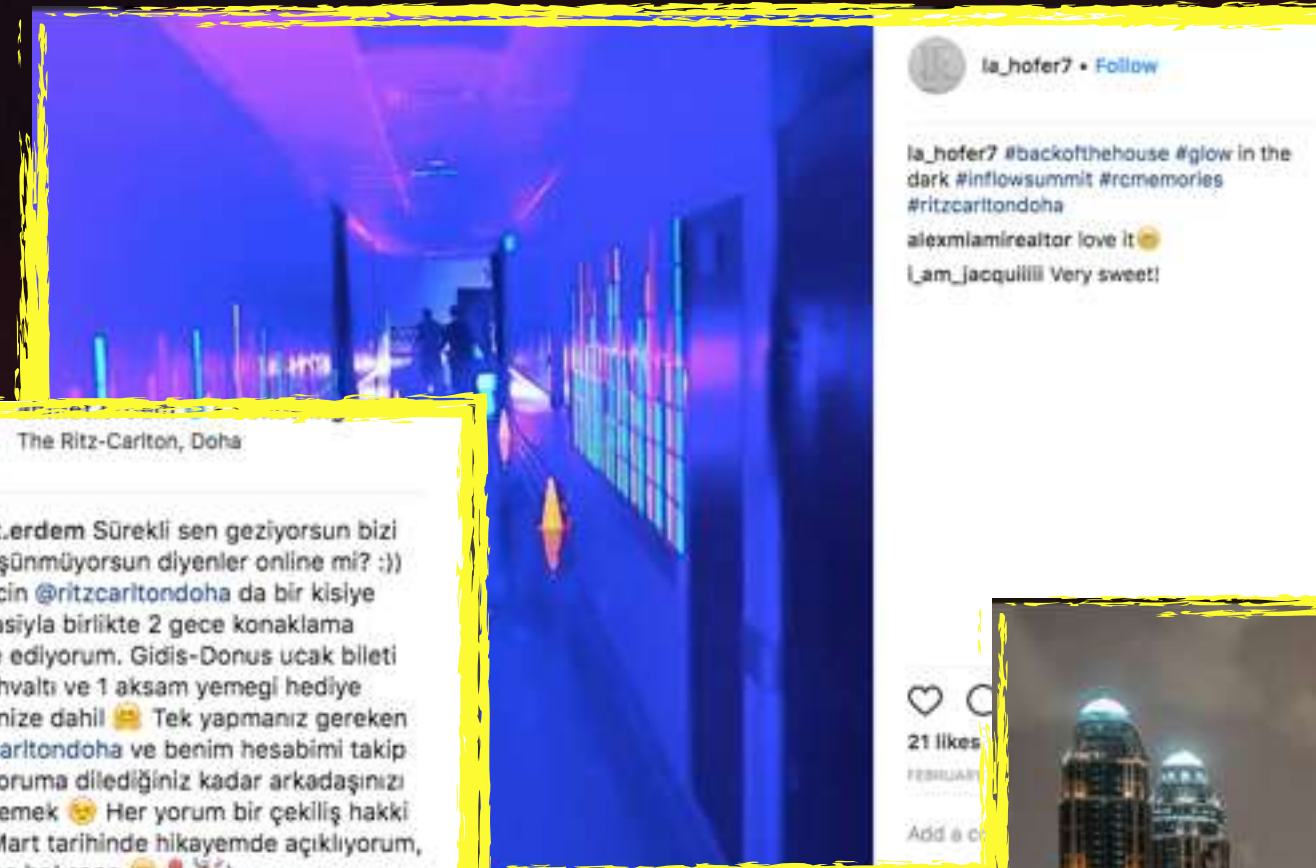 la_hofer7 • Follow
la_hofer7 #backofthehouse #glow in the
dark #inflowsummit #rcmemories
#ritzcarltondoha
alexmiamirealtor love it
i_am_jacquiiiii Very sweet!
21 likes
FEBRUARY
Add a
The Ritz-Carlton, Doha
.erdem Sürekli sen geziyorsun bizi
şünmüyorsun diyenler online mi? :))
cin @ritzcarltondoha da bir kisiye
asiyla birlikte 2 gece konaklama
ediyorum. Gidis-Donus ucak bileti
hvaltı ve 1 aksam yemegi hediye
nize dahil 🤗 Tek yapmanız gereken
arltondoha ve benim hesabimi takip
oruma dilediğiniz kadar arkadaşınızı
emek 😉 Her yorum bir çekiliş hakki
Mart tarihinde hikayemde açıklıyorum,